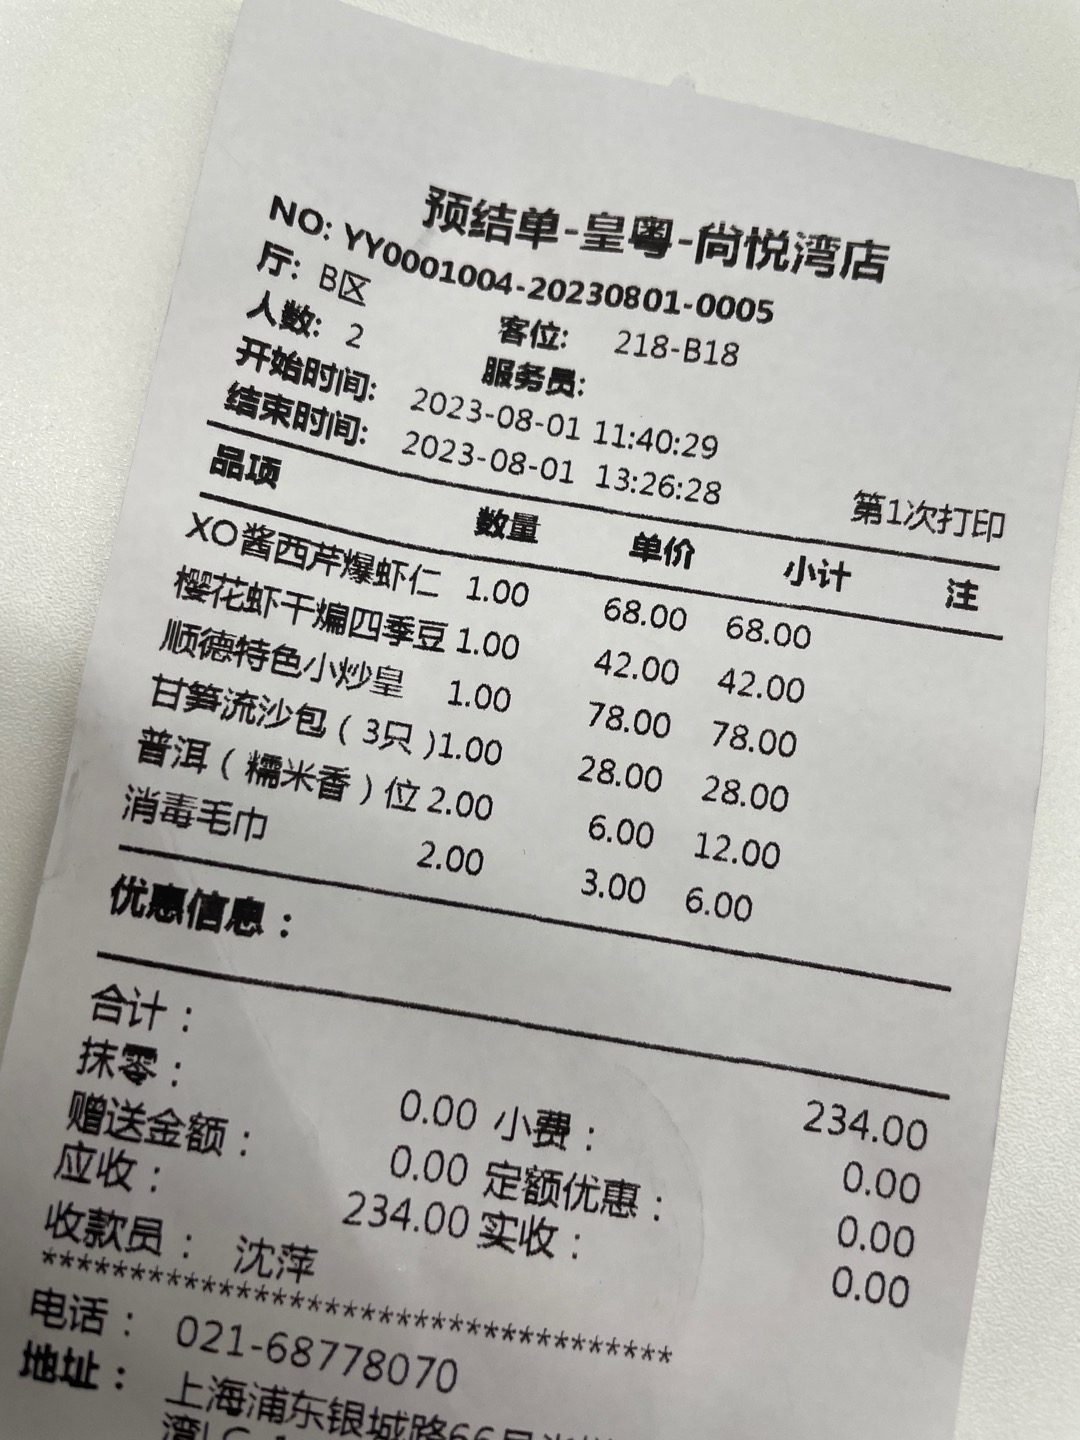 预结单-皇粤-尚悦湾店
NO: YY0001004-20230801-0005
厅: B区 客位: 218-B18
人数: 2 服务员:
开始时间: 2023-08-01 11:40:29
结束时间: 2023-08-01 13:26:28 第1次打印
品项 数量 单价 小计 注
XO酱西芹爆虾仁 1.00 68.00 68.00
樱花虾干煸四季豆 1.00 42.00 42.00
顺德特色小炒皇 1.00 78.00 78.00
甘笋流沙包（3只）1.00 28.00 28.00
普洱（糯米香）位 2.00 6.00 12.00
消毒毛巾 2.00 3.00 6.00
优惠信息：
合计： 234.00
抹零： 0.00 小费： 0.00
赠送金额： 0.00 定额优惠： 0.00
应收： 234.00 实收： 0.00
收款员： 沈萍
************************************
电话： 021-68778070
地址： 上海浦东银城路66号尚悦
湾LG